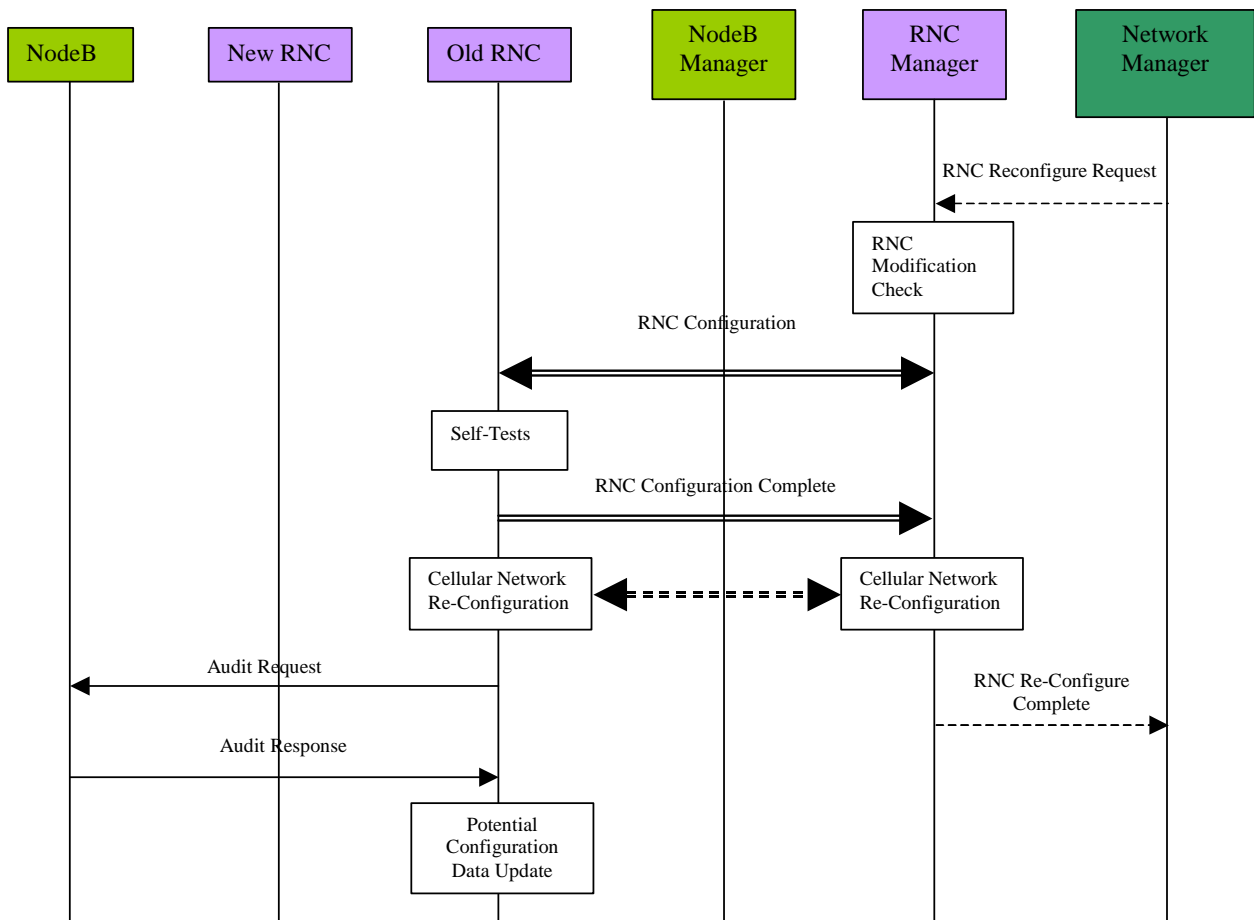 NodeB
New RNC
Old RNC
NodeB
Manager
RNC
Manager
Network
Manager
RNC Reconfigure Request
RNC
Modification
Check
RNC Configuration
Self-Tests
RNC Configuration Complete
Cellular Network
Re-Configuration
Cellular Network
Re-Configuration
Audit Request
RNC Re-Configure
Complete
Audit Response
Potential
Configuration
Data Update